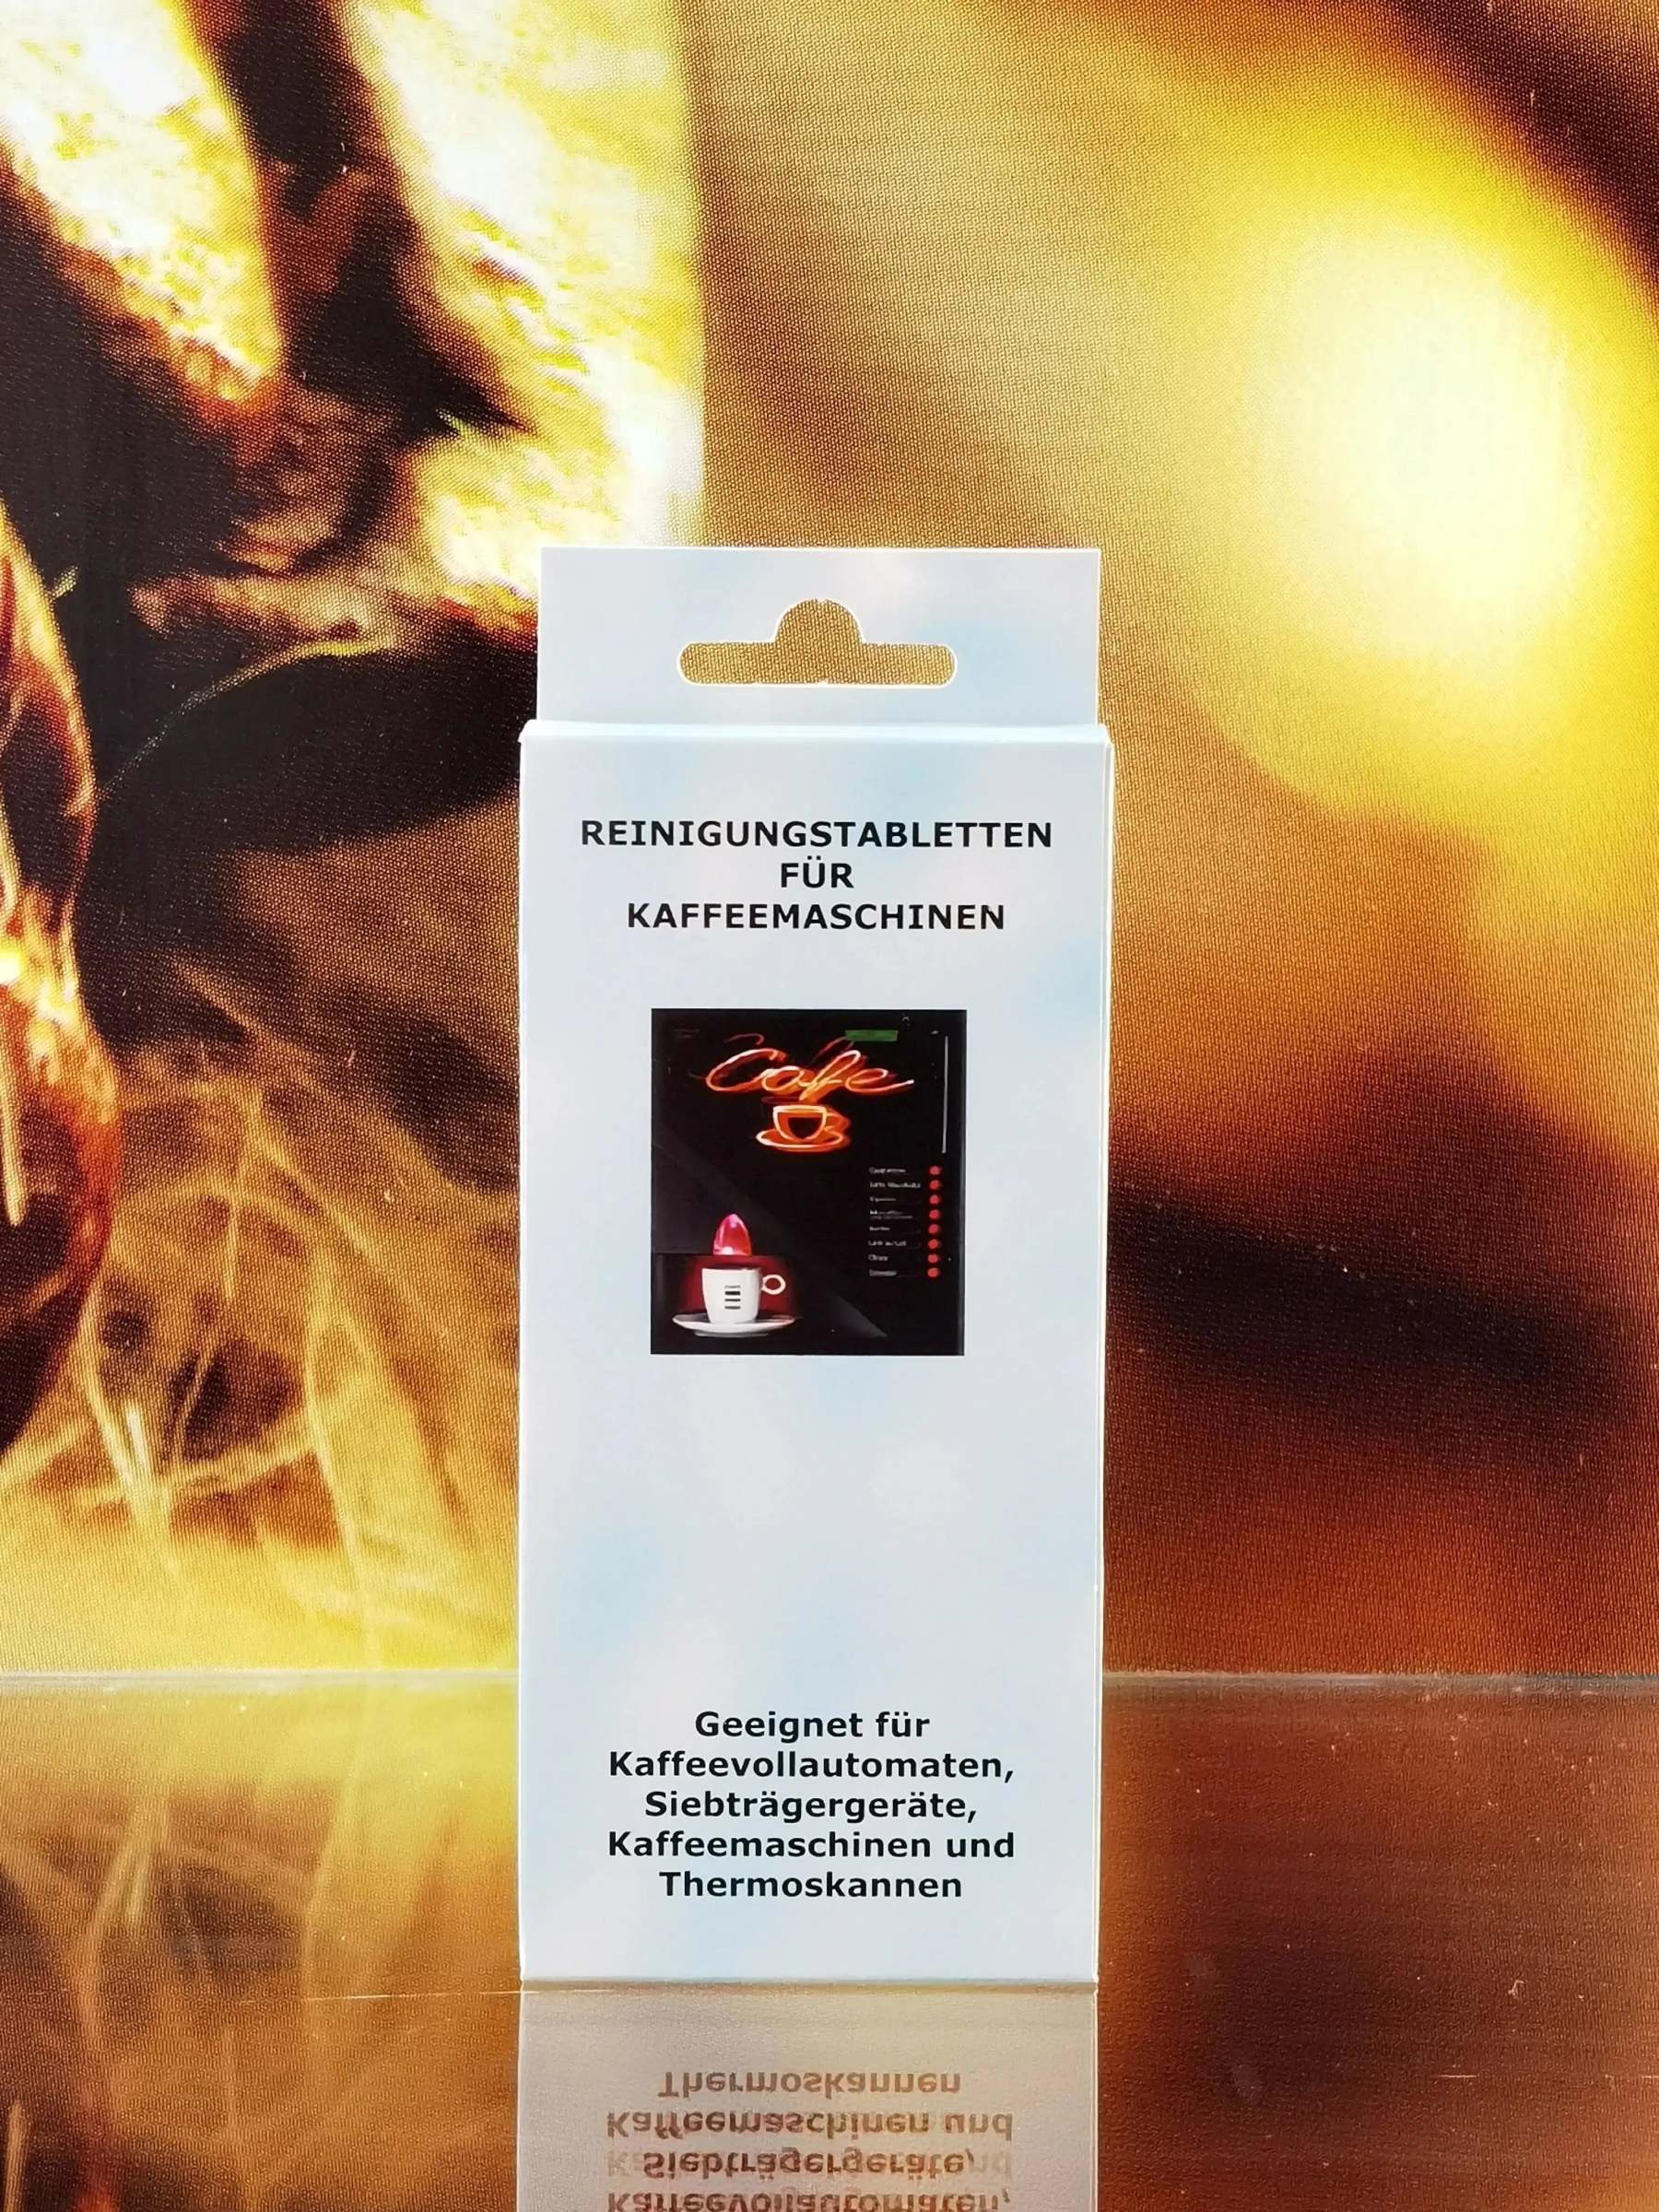 REINIGUNGSTABLETTEN
FÜR
KAFFEEMASCHINEN
Cafe
Geeignet für
Kaffeevollautomaten,
Siebträgergeräte,
Kaffeemaschinen und
Thermoskannen